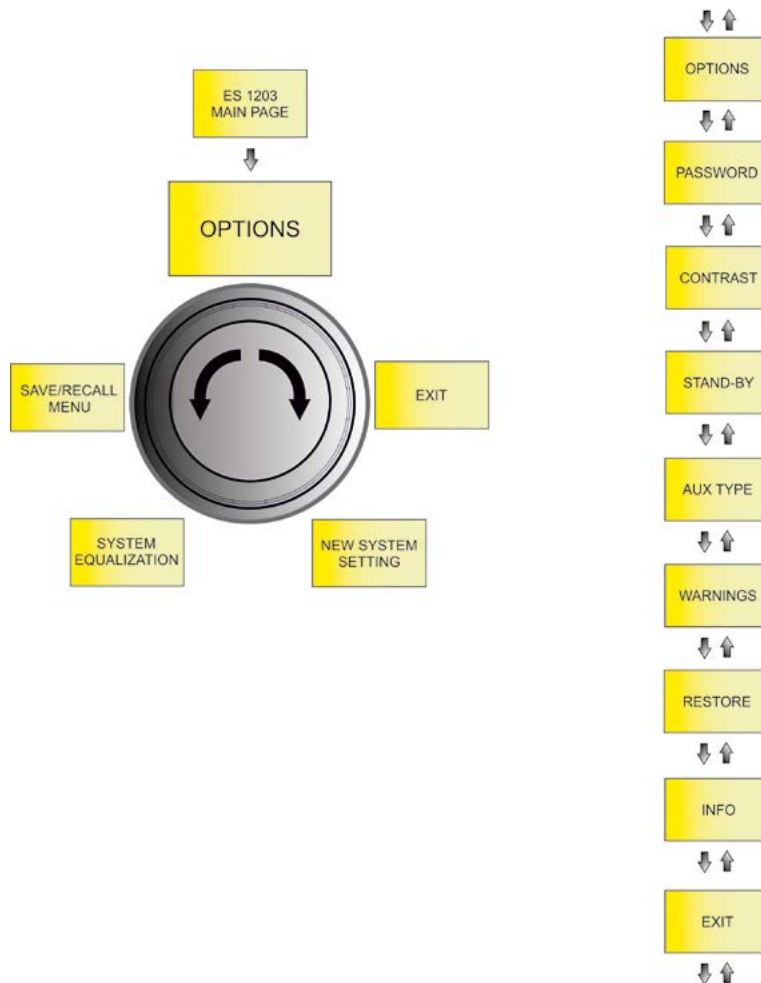 ES 1203
MAIN PAGE
OPTIONS
SAVE/RECALL
MENU
EXIT
SYSTEM
EQUALIZATION
NEW SYSTEM
SETTING
OPTIONS
PASSWORD
CONTRAST
STAND-BY
AUX TYPE
WARNINGS
RESTORE
INFO
EXIT